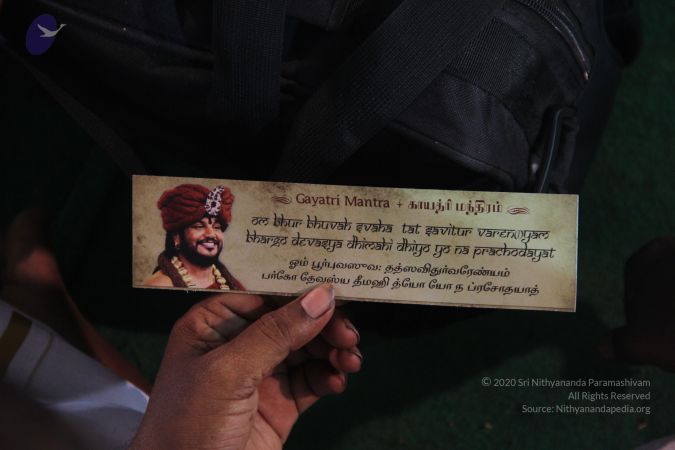 Gayatri Mantra + காயத்ரி மந்திரம்
om bhur bhuvah svaha tat savitur varenyam
bhargo devasya dhimahi dhiyo yo na prachodayat
ஓம் பூர்புவஸுவ: தத்ஸவிதுர்வரேண்யம்
பர்கோ தேவஸ்ய தீமஹி த்யோ யோ ந ப்ரசோதயாத்
© 2020 Sri Nithyananda Paramashivam
All Rights Reserved
Source: Nithyanandapedia.org